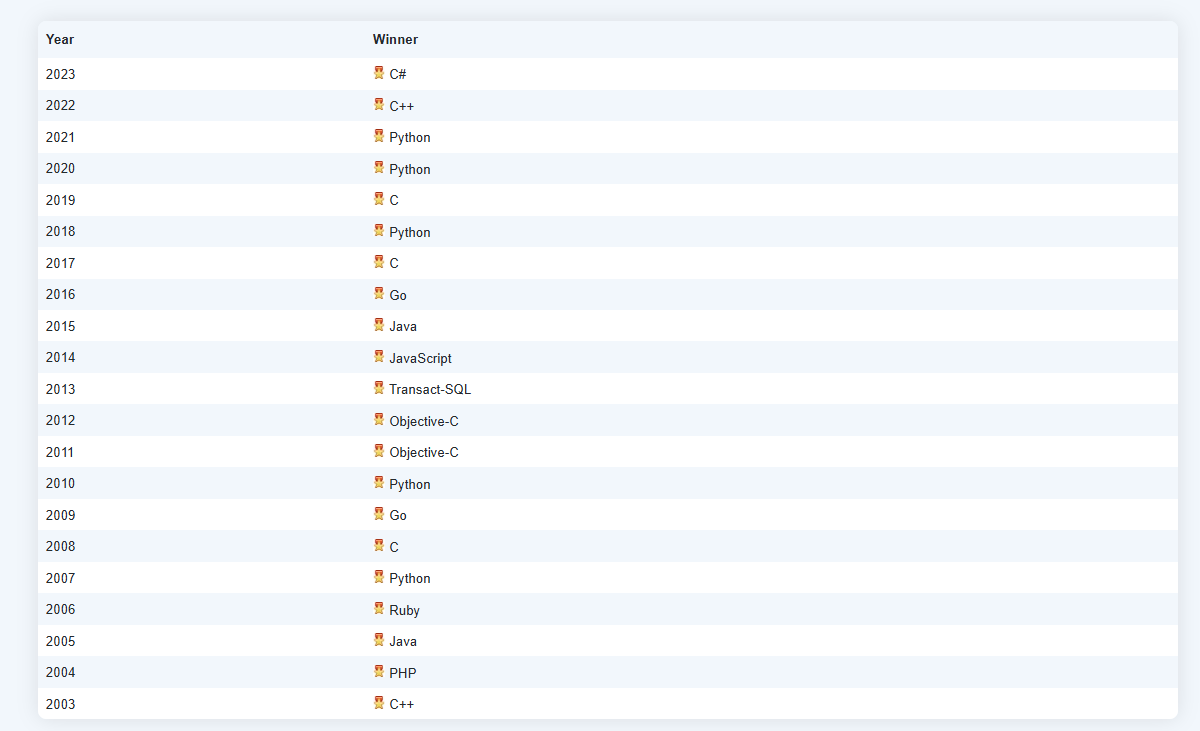 Year Winner
2023 C#
2022 C++
2021 Python
2020 Python
2019 C
2018 Python
2017 C
2016 Go
2015 Java
2014 JavaScript
2013 Transact-SQL
2012 Objective-C
2011 Objective-C
2010 Python
2009 Go
2008 C
2007 Python
2006 Ruby
2005 Java
2004 PHP
2003 C++